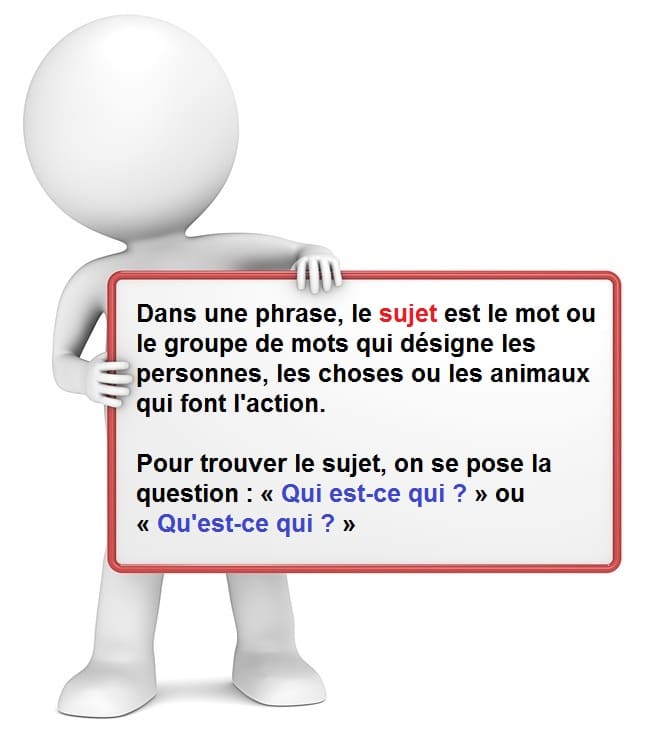 Dans une phrase, le sujet est le mot ou
le groupe de mots qui désigne les
personnes, les choses ou les animaux
qui font l'action.
Pour trouver le sujet, on se pose la
question : « Qui est-ce qui ? » ou
« Qu'est-ce qui ? »